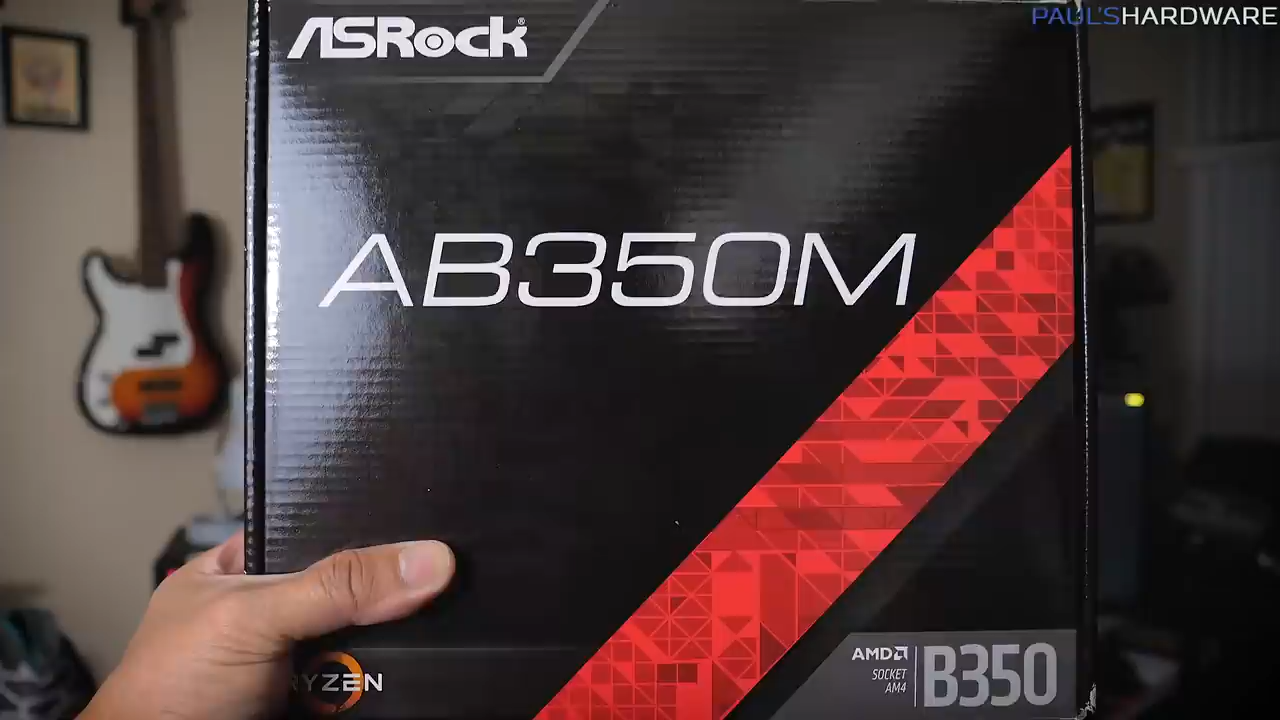 PAUL'SHARDWARE
ASRock®
AB350M
RYZEN
AMD
SOCKET
AM4
B350